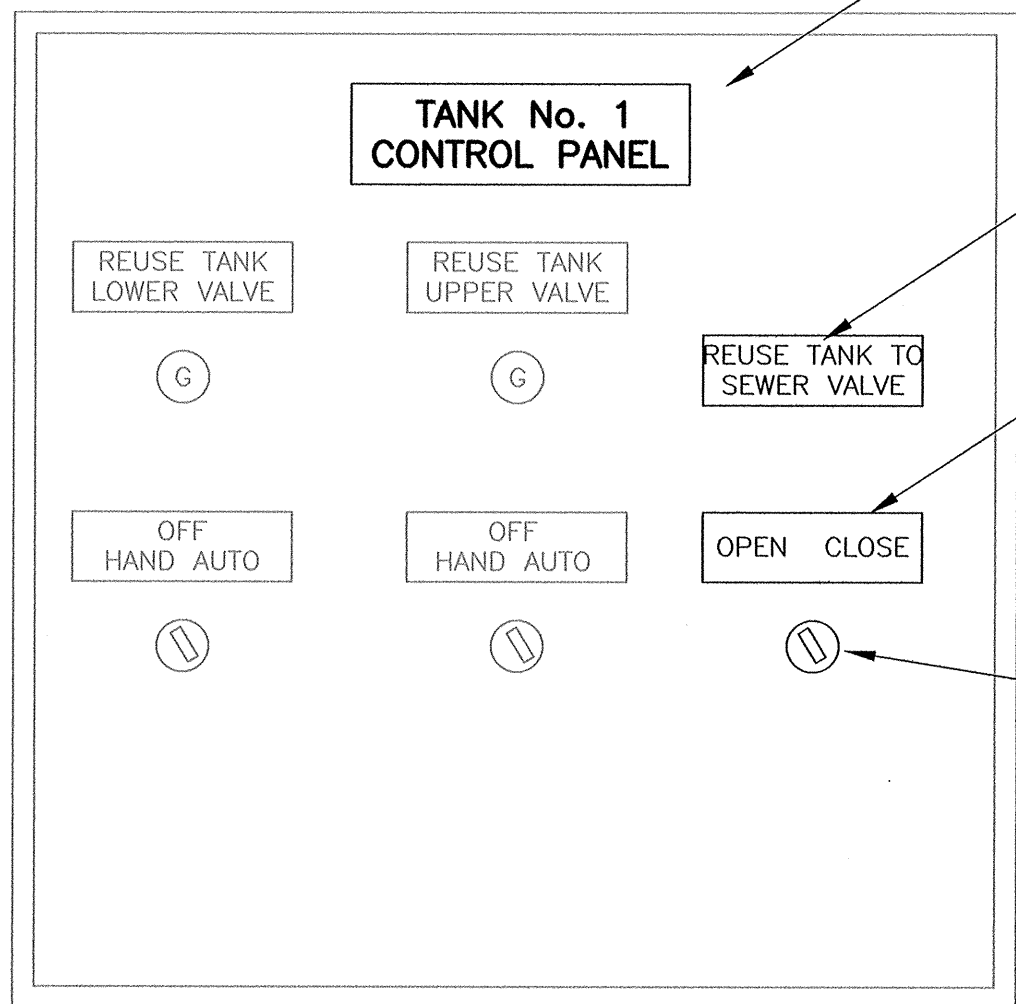 TANK No. 1
CONTROL PANEL
REUSE TANK
LOWER VALVE
REUSE TANK
UPPER VALVE
REUSE TANK TO
SEWER VALVE
G
G
OFF
HAND AUTO
OFF
HAND AUTO
OPEN CLOSE